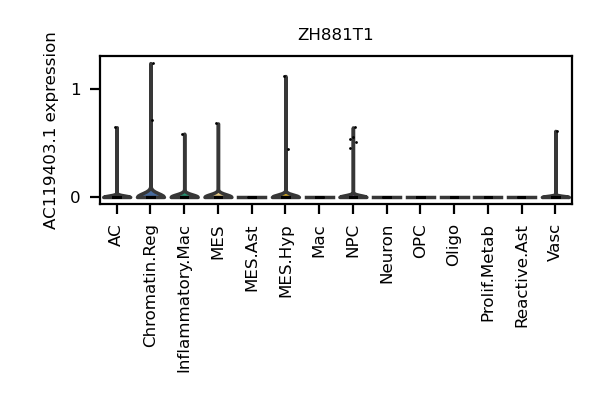 ZH881T1
AC119403.1 expression
1
0
AC
Chromatin.Reg
Inflammatory.Mac
MES
MES.Ast
MES.Hyp
Mac
NPC
Neuron
OPC
Oligo
Prolif.Metab
Reactive.Ast
Vasc